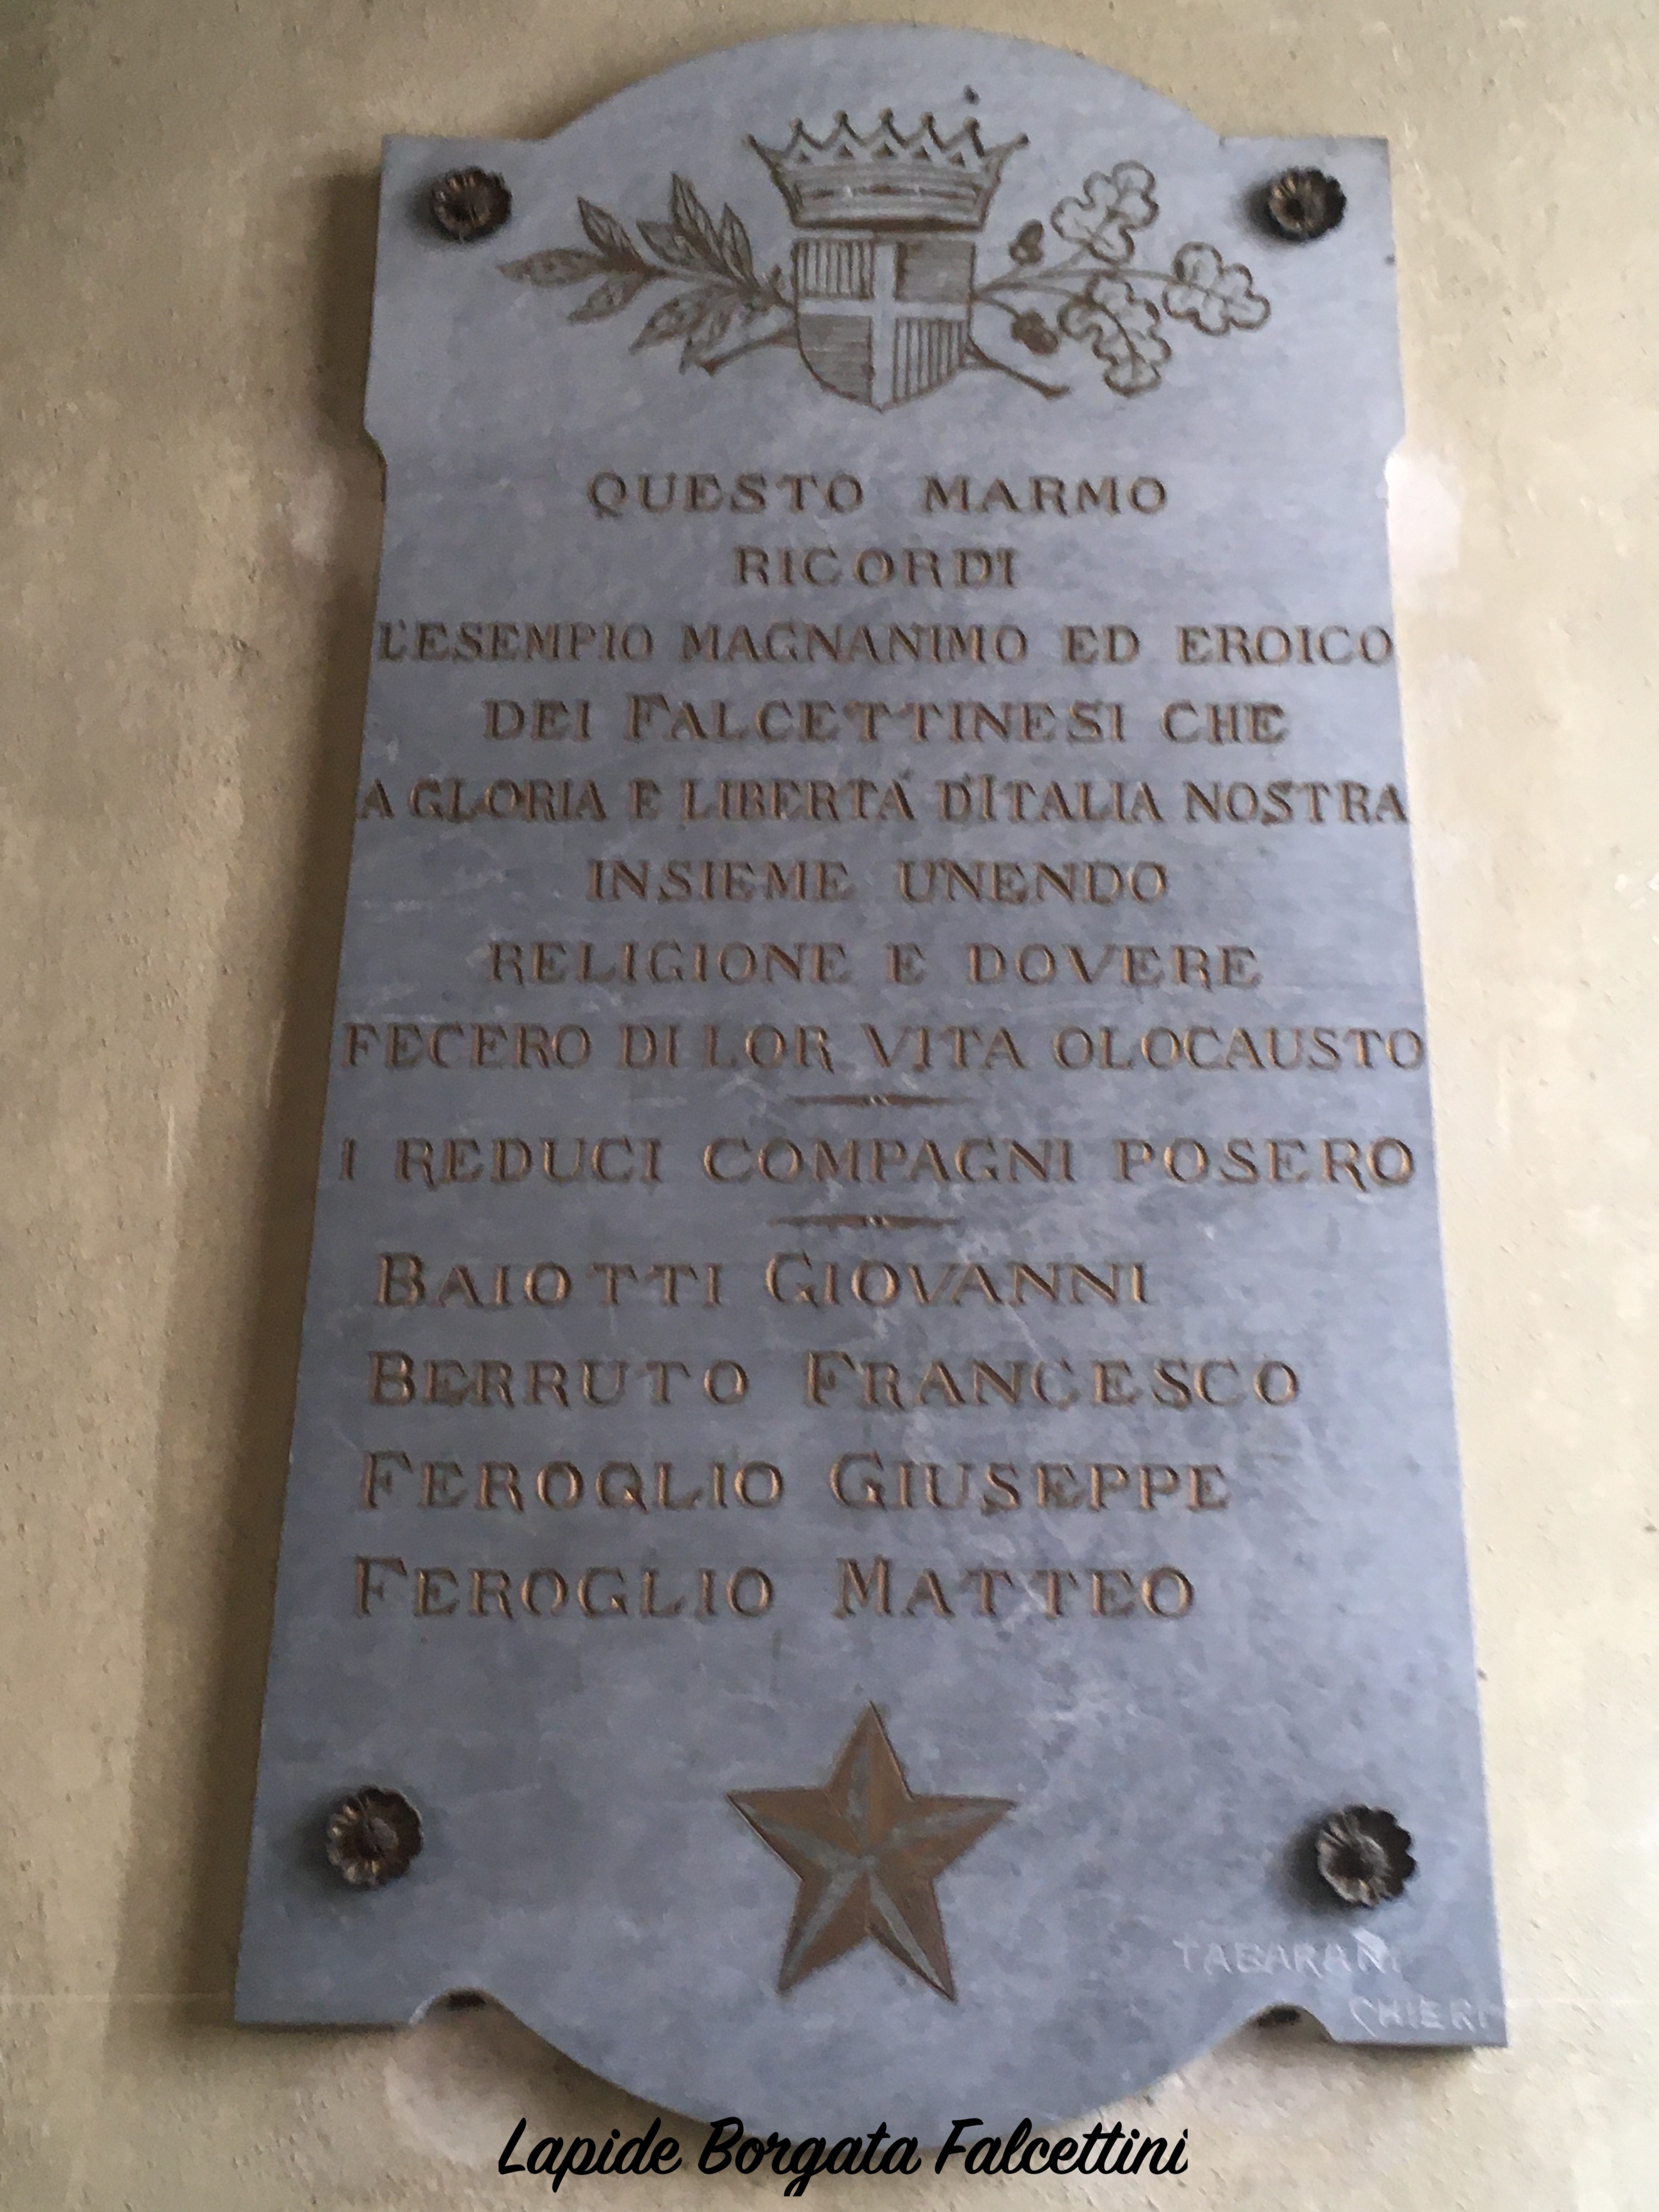 QUESTO MARMO
RICORDI
L'ESEMPIO MAGNANIMO ED EROICO
DEI FALCETTINESI CHE
A GLORIA E LIBERTÁ D'ITALIA NOSTRA
INSIEME UNENDO
RELIGIONE E DOVERE
FECERO DI LOR VITA OLOCAUSTO
I REDUCI COMPAGNI POSERO
BAIOTTI GIOVANNI
BERRUTO FRANCESCO
FEROGLIO GIUSEPPE
FEROGLIO MATTEO
TABARANI
CHIERI
Lapide Borgata Falcettini